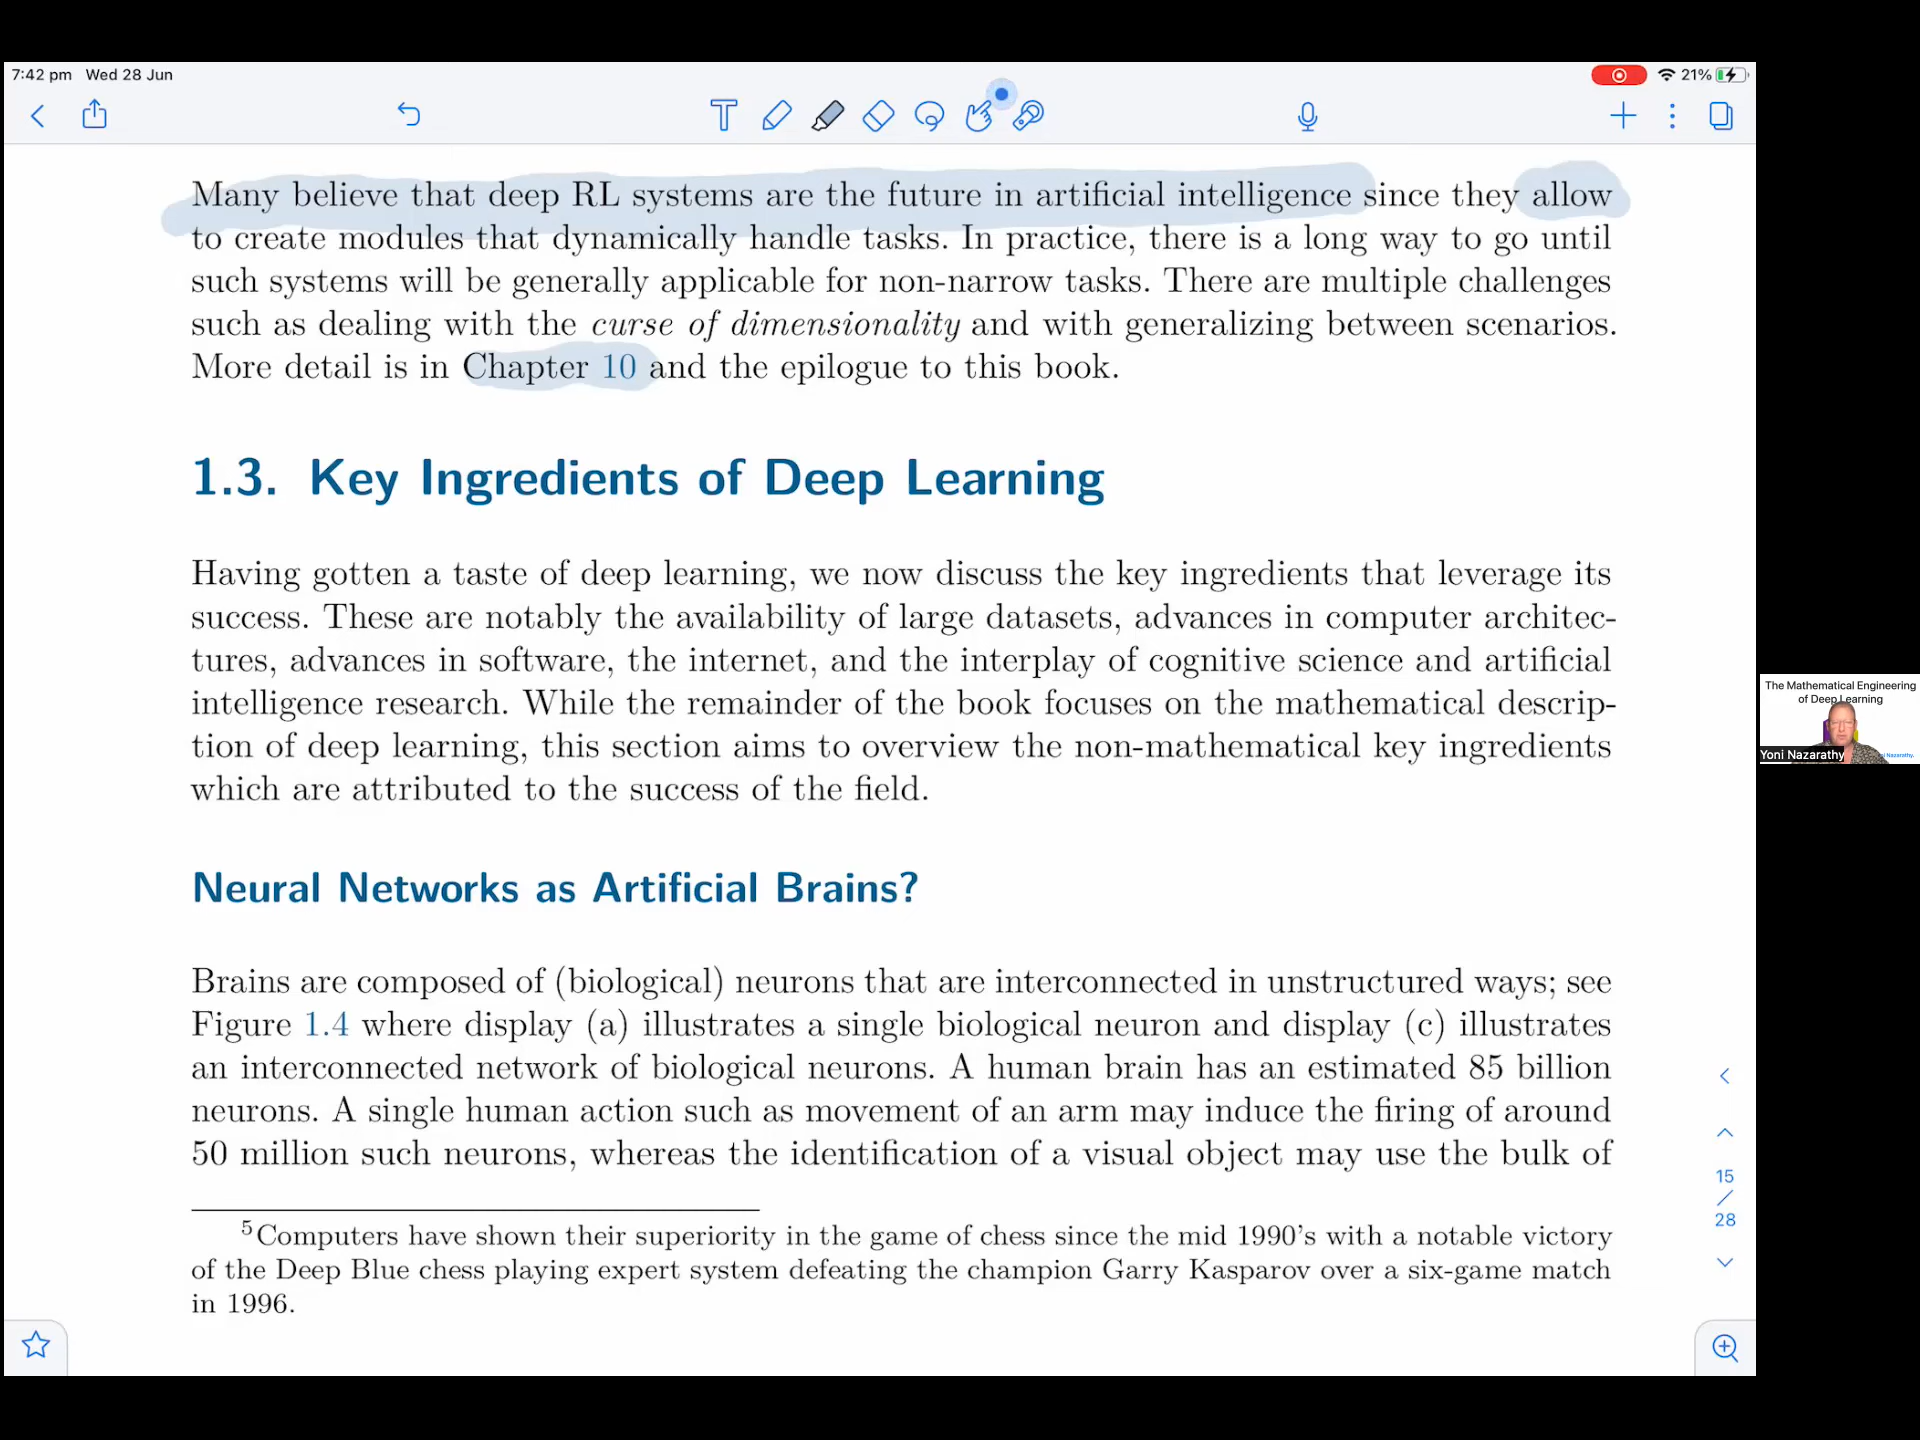 7:42 pm Wed 28 Jun
21%
Many believe that deep RL systems are the future in artificial intelligence since they allow
to create modules that dynamically handle tasks. In practice, there is a long way to go until
such systems will be generally applicable for non-narrow tasks. There are multiple challenges
such as dealing with the curse of dimensionality and with generalizing between scenarios.
More detail is in Chapter 10 and the epilogue to this book.
1.3. Key Ingredients of Deep Learning
Having gotten a taste of deep learning, we now discuss the key ingredients that leverage its
success. These are notably the availability of large datasets, advances in computer architec-
tures, advances in software, the internet, and the interplay of cognitive science and artificial
intelligence research. While the remainder of the book focuses on the mathematical descrip-
tion of deep learning, this section aims to overview the non-mathematical key ingredients
which are attributed to the success of the field.
Neural Networks as Artificial Brains?
Brains are composed of (biological) neurons that are interconnected in unstructured ways; see
Figure 1.4 where display (a) illustrates a single biological neuron and display (c) illustrates
an interconnected network of biological neurons. A human brain has an estimated 85 billion
neurons. A single human action such as movement of an arm may induce the firing of around
50 million such neurons, whereas the identification of a visual object may use the bulk of
5Computers have shown their superiority in the game of chess since the mid 1990's with a notable victory
of the Deep Blue chess playing expert system defeating the champion Garry Kasparov over a six-game match
in 1996.
15
/
28
The Mathematical Engineering
of Deep Learning
Yoni Nazarathy
Nazarathy.